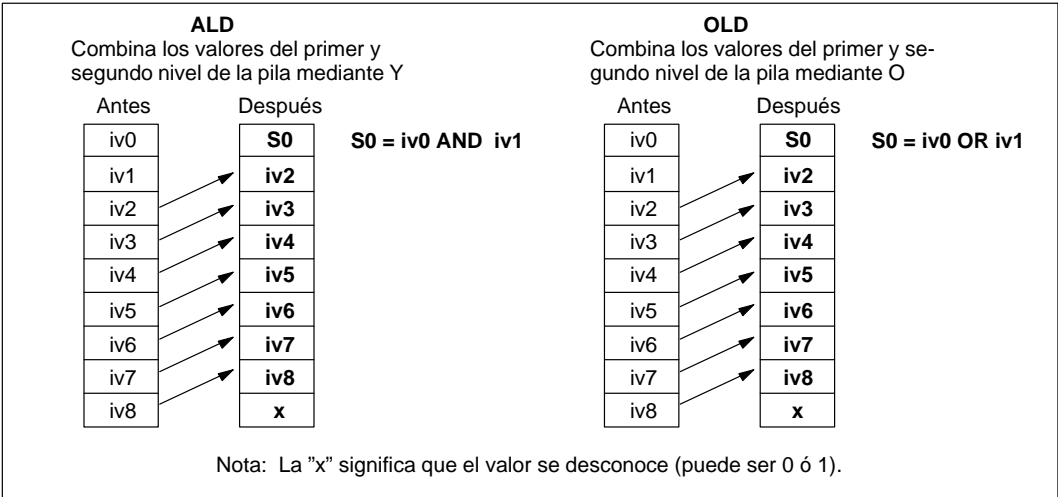 ALD
Combina los valores del primer y
segundo nivel de la pila mediante Y
Antes Después
iv0 S0 S0 = iv0 AND iv1
iv1 iv2
iv2 iv3
iv3 iv4
iv4 iv5
iv5 iv6
iv6 iv7
iv7 iv8
iv8 x
OLD
Combina los valores del primer y se-
gundo nivel de la pila mediante O
Antes Después
iv0 S0 S0 = iv0 OR iv1
iv1 iv2
iv2 iv3
iv3 iv4
iv4 iv5
iv5 iv6
iv6 iv7
iv7 iv8
iv8 x
Nota: La ”x” significa que el valor se desconoce (puede ser 0 ó 1).